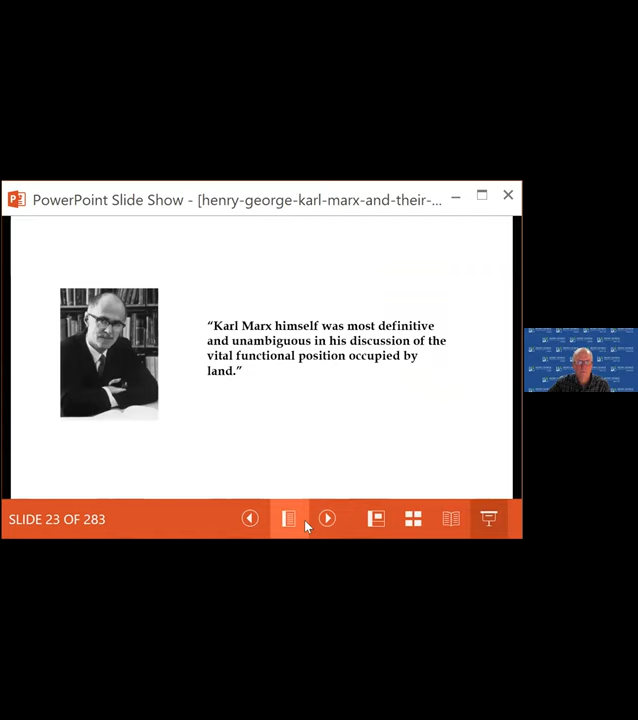 PowerPoint Slide Show - [henry-george-karl-marx-and-their-...
“Karl Marx himself was most definitive
and unambiguous in his discussion of the
vital functional position occupied by
land.”
SLIDE 23 OF 283